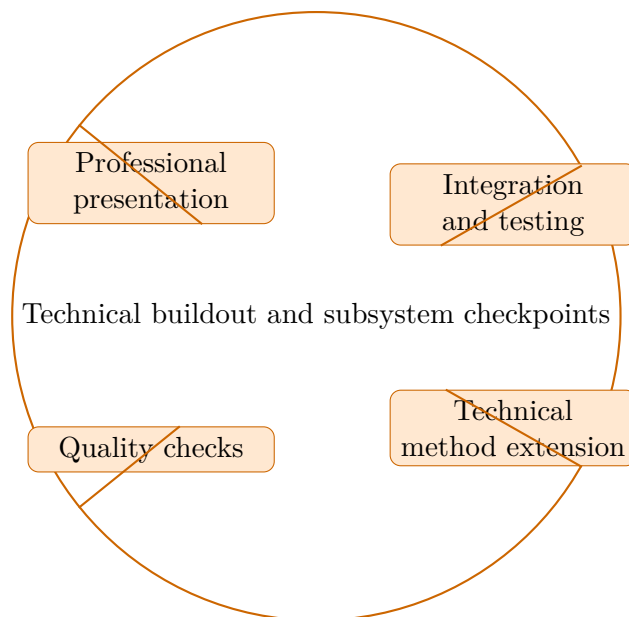 Professional
presentation
Integration
and testing
Technical buildout and subsystem checkpoints
Quality checks
Technical
method extension